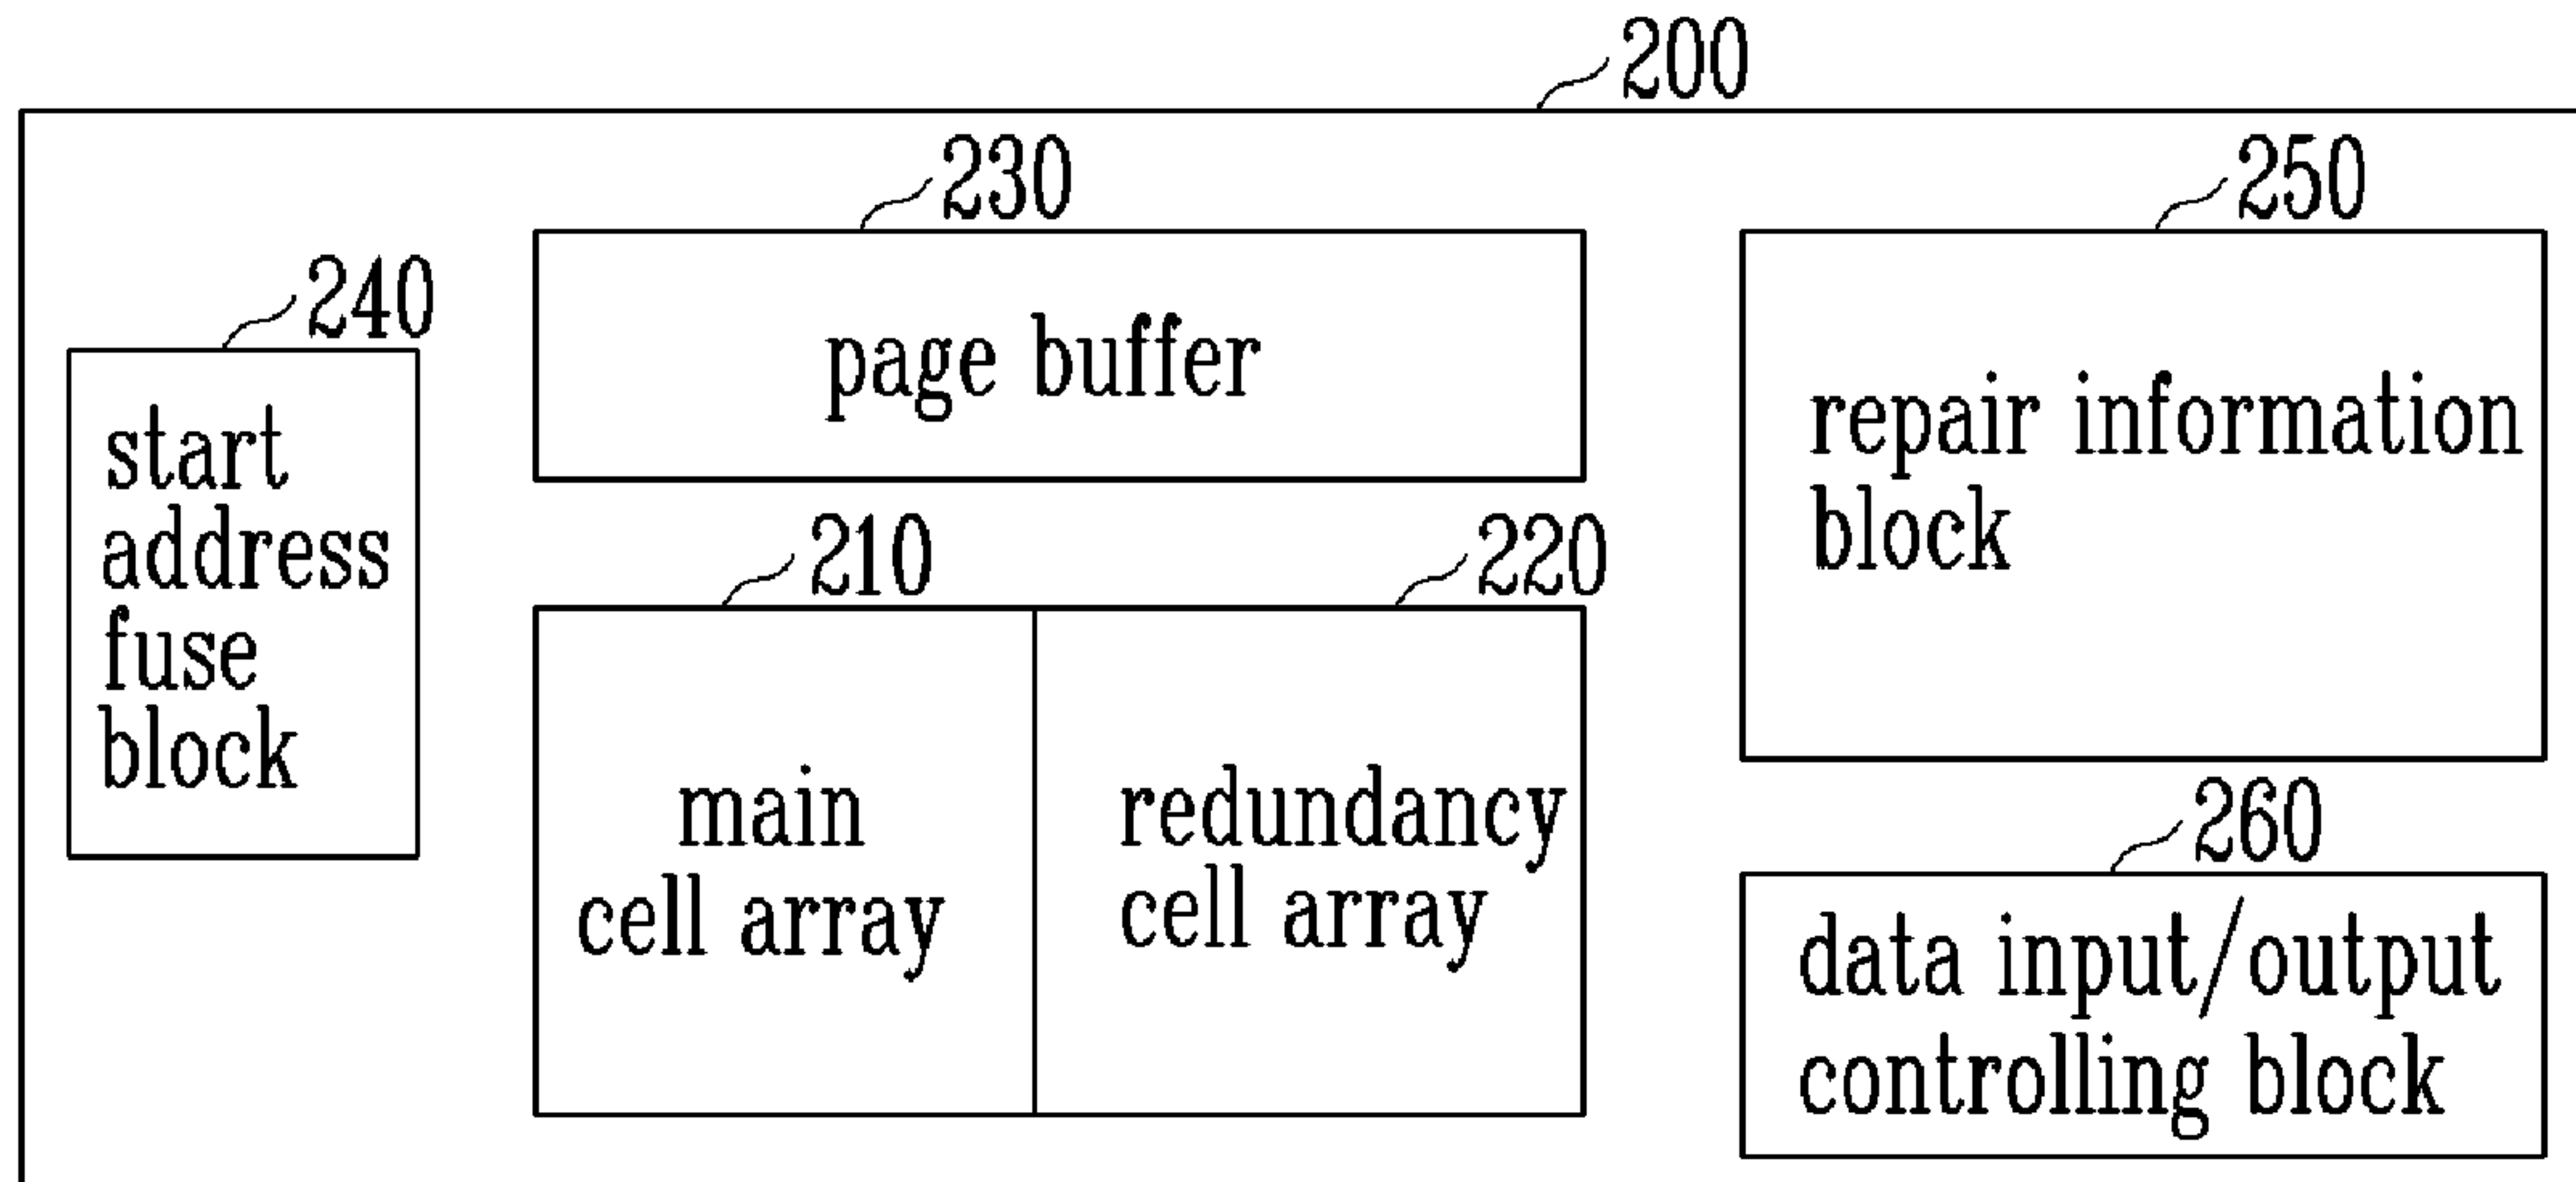 200
230
250
240
page buffer
start
address
fuse
block
repair information
block
210
220
main
cell array
redundancy
cell array
260
data input/output
controlling block